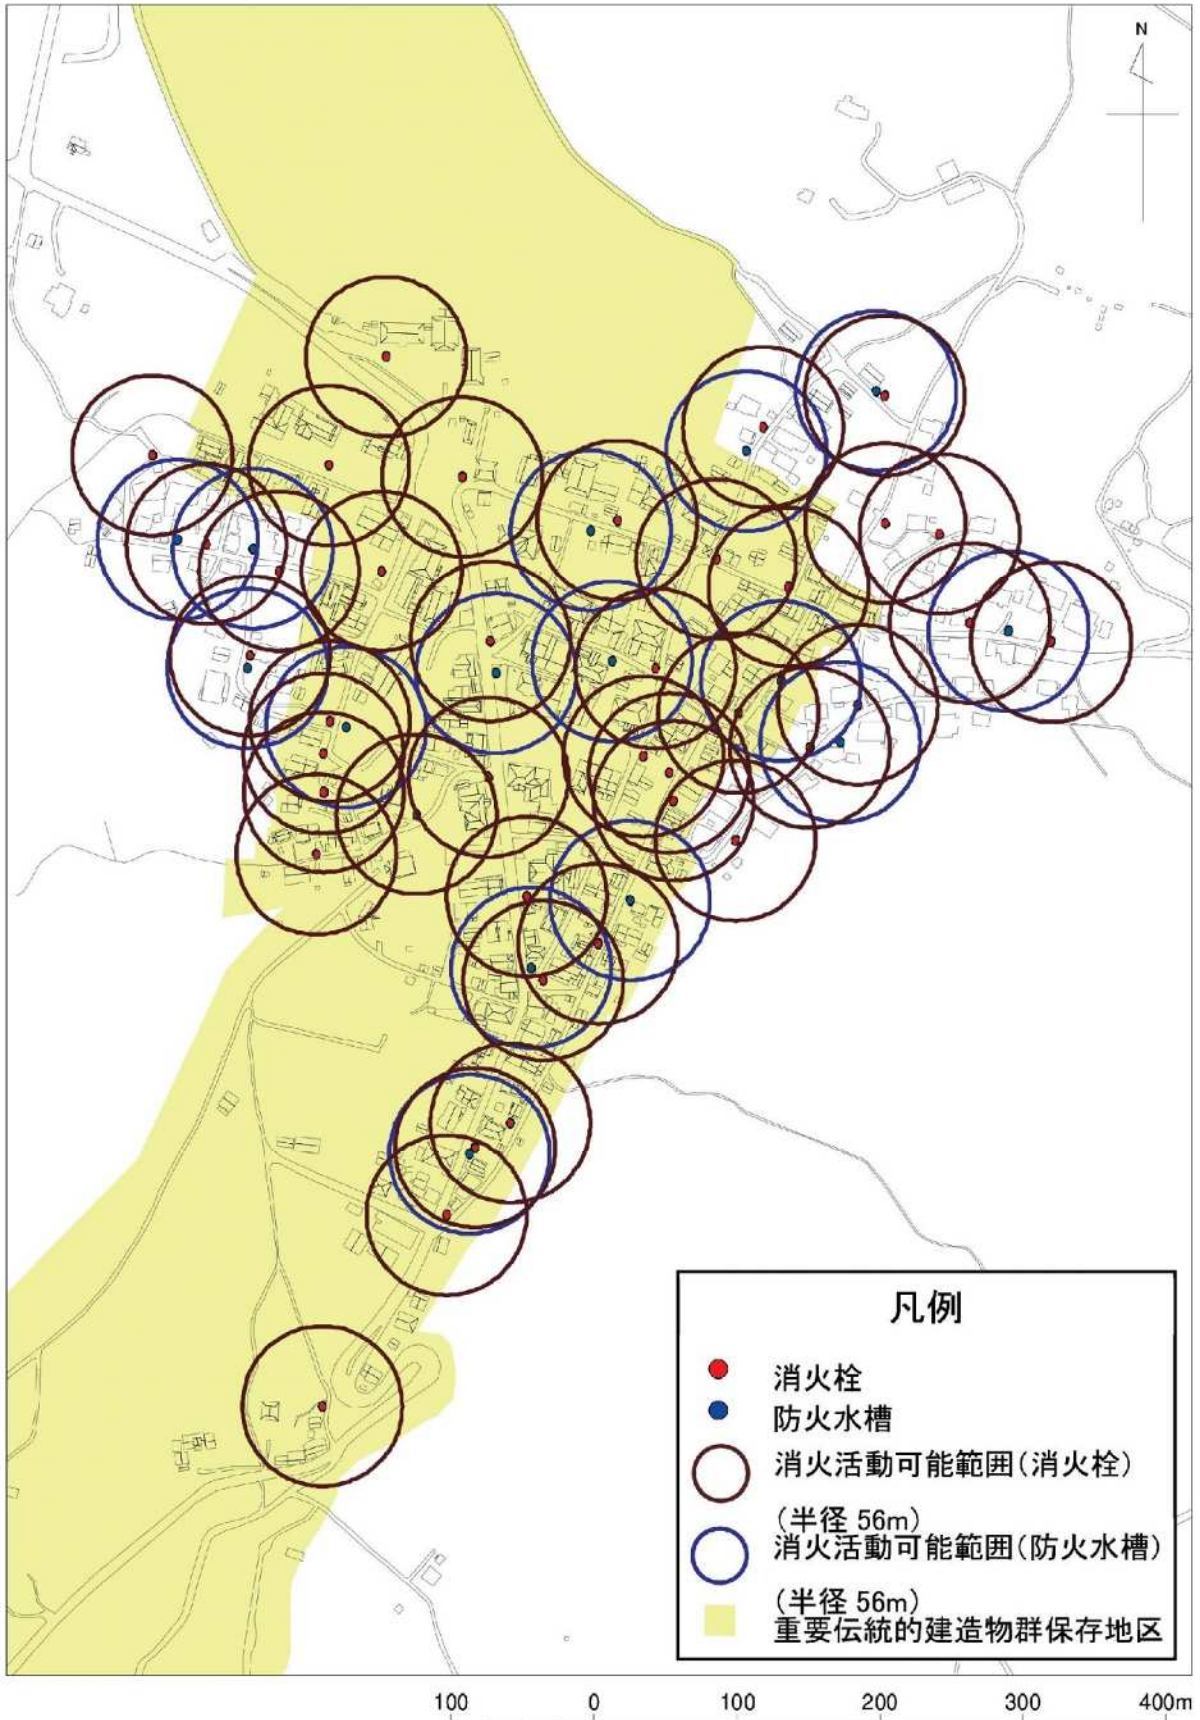 N
凡例
消火栓
防火水槽
消火活動可能範囲(消火栓)
(半径 56m)
消火活動可能範囲(防火水槽)
(半径 56m)
重要伝統的建造物群保存地区
100 0 100 200 300 400m